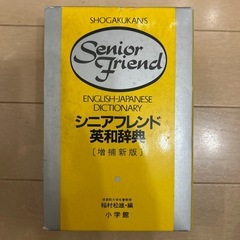 SHOGAKUKAN'S
Senior
Friend
ENGLISH-JAPANESE
DICTIONARY
シニアフレンド
英和辞典
[増補新版]
稲村松雄・編
小学館